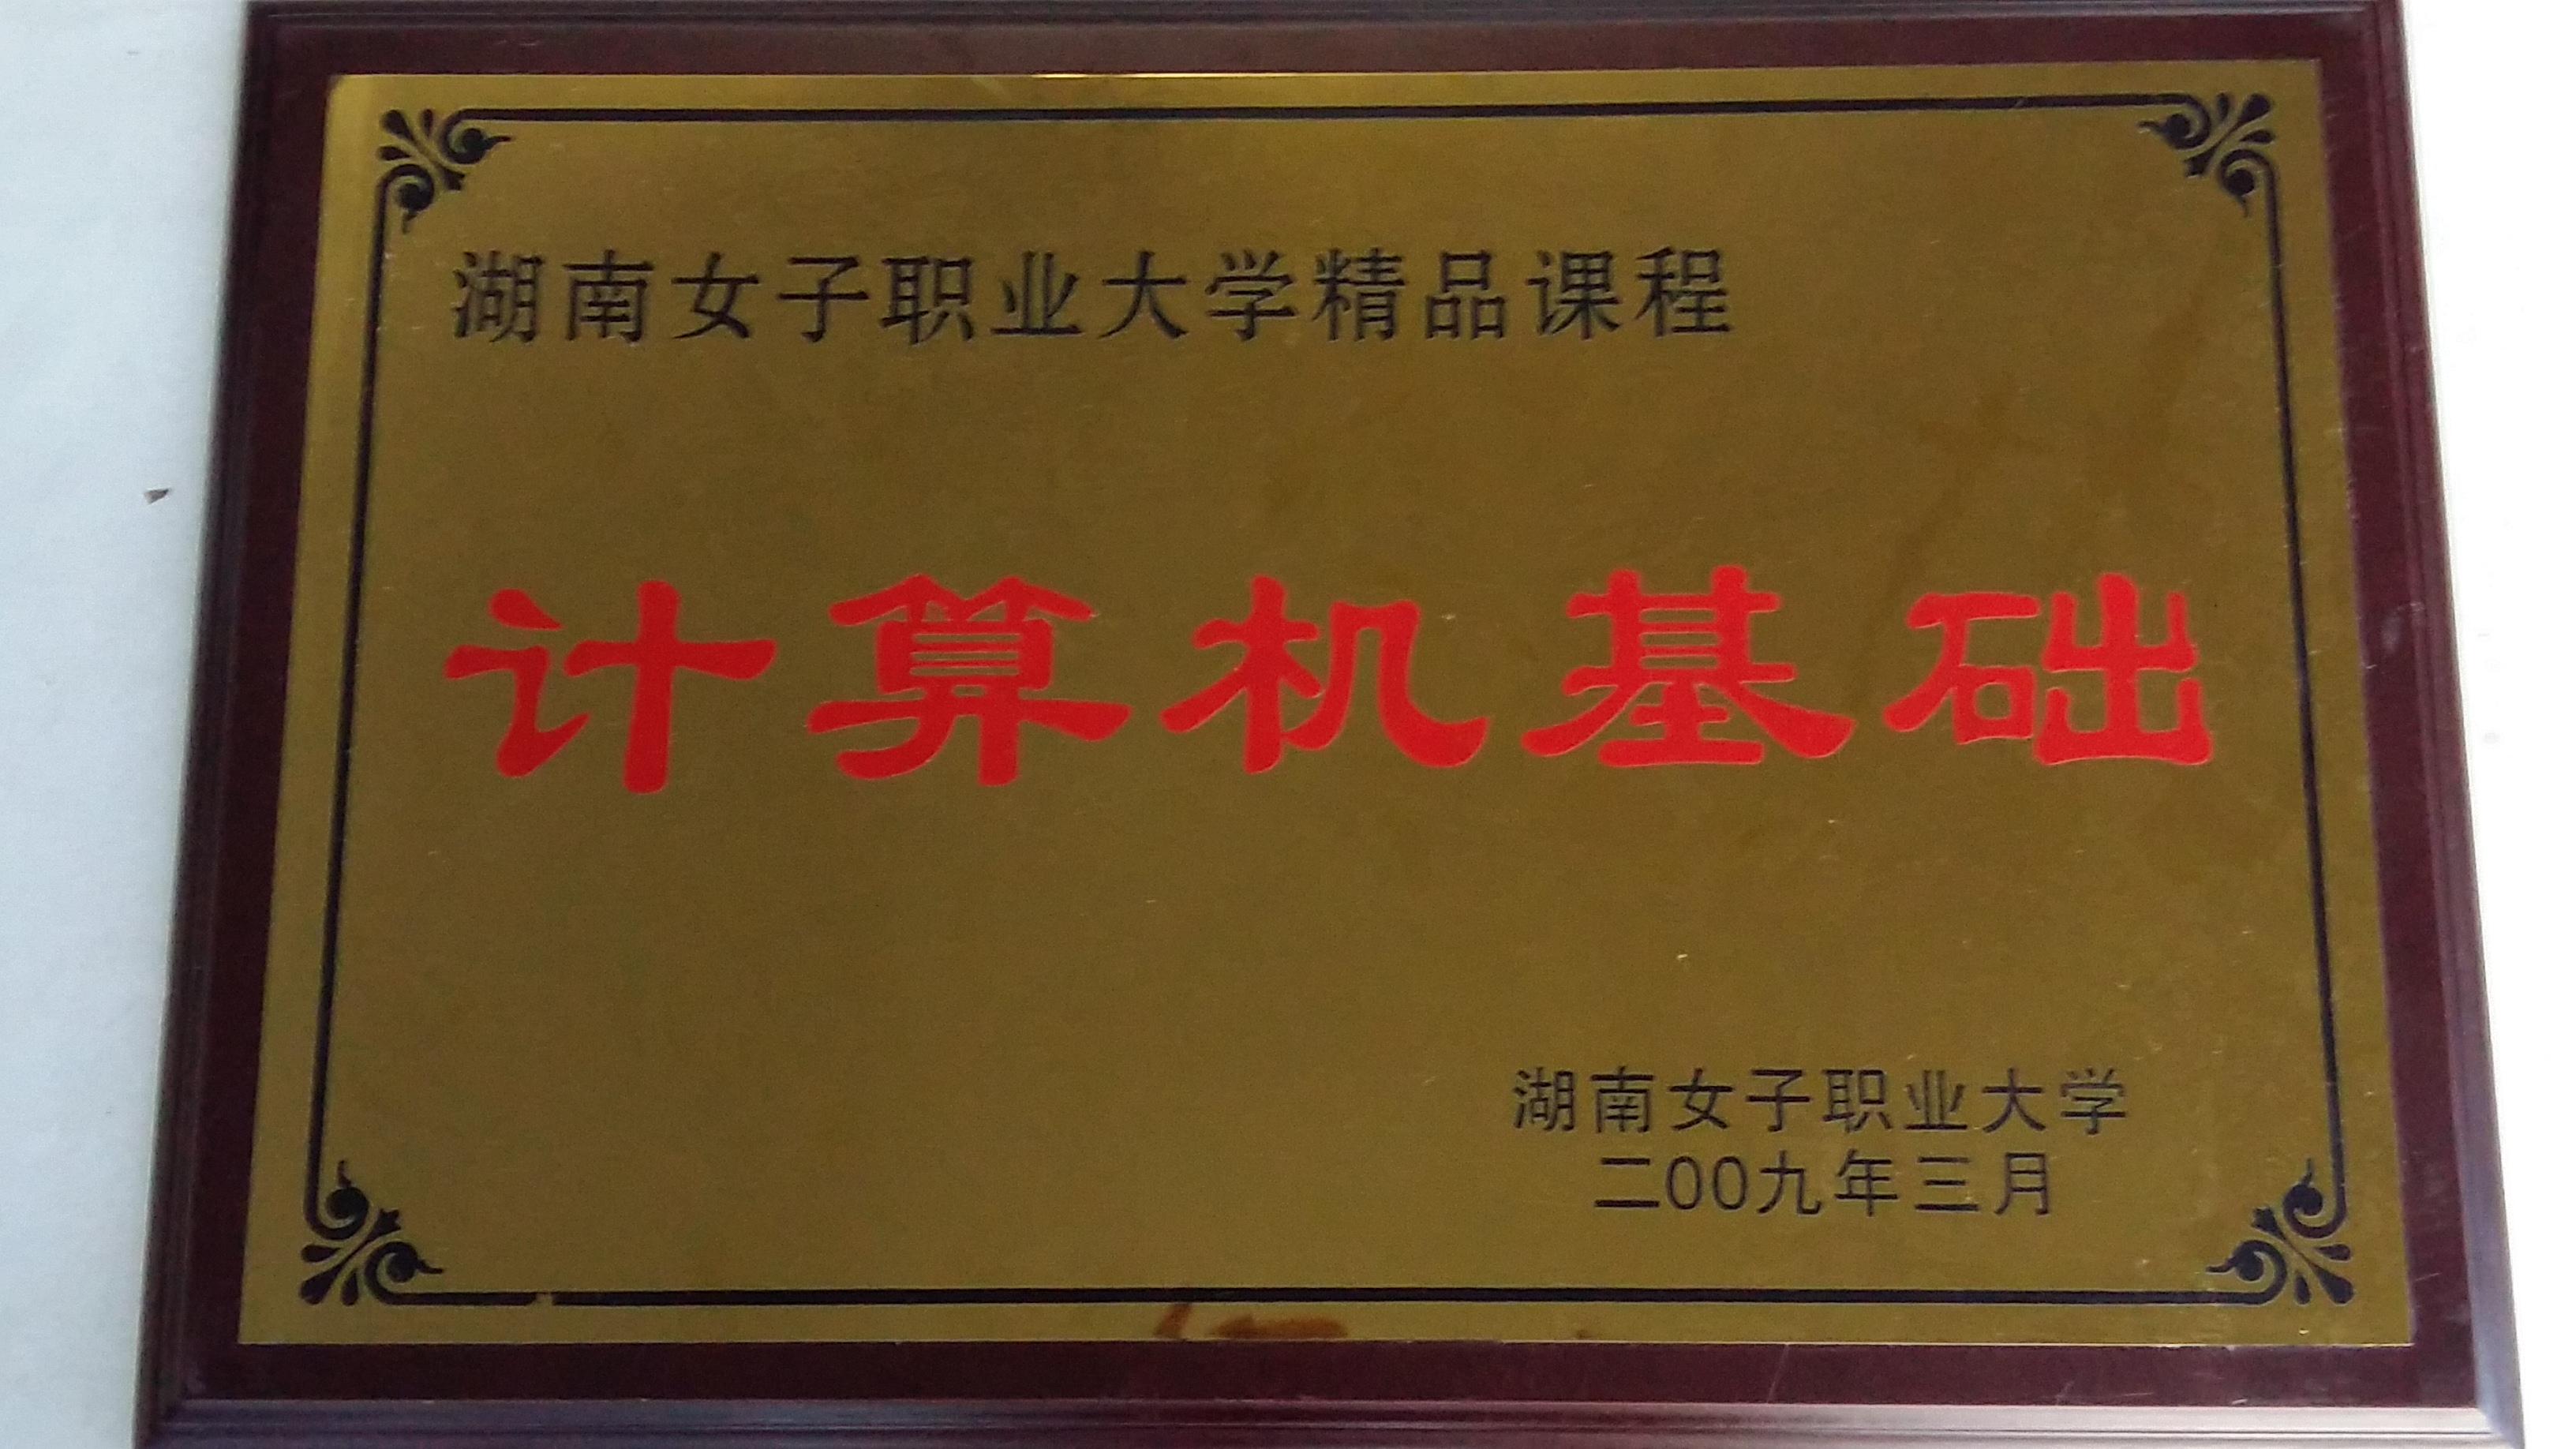 湖南女子职业大学精品课程
计算机基础
湖南女子职业大学
二00九年三月